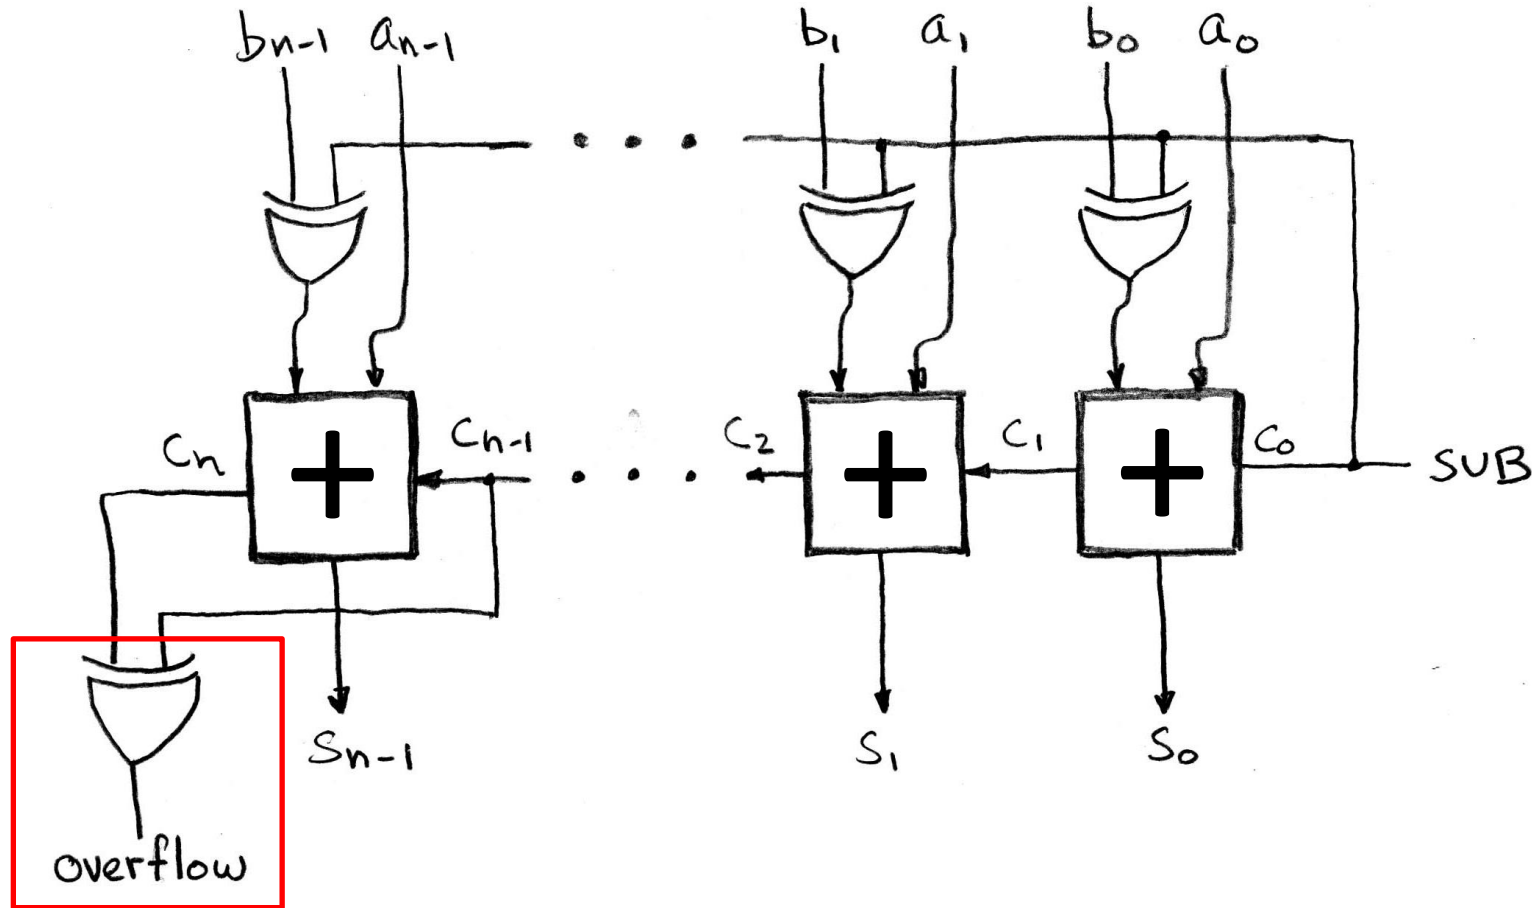 bn-1 an-1 b1 a1 b0 a0
cn cn-1 c2 c1 c0 SUB
+ + +
sn-1 s1 s0
overflow